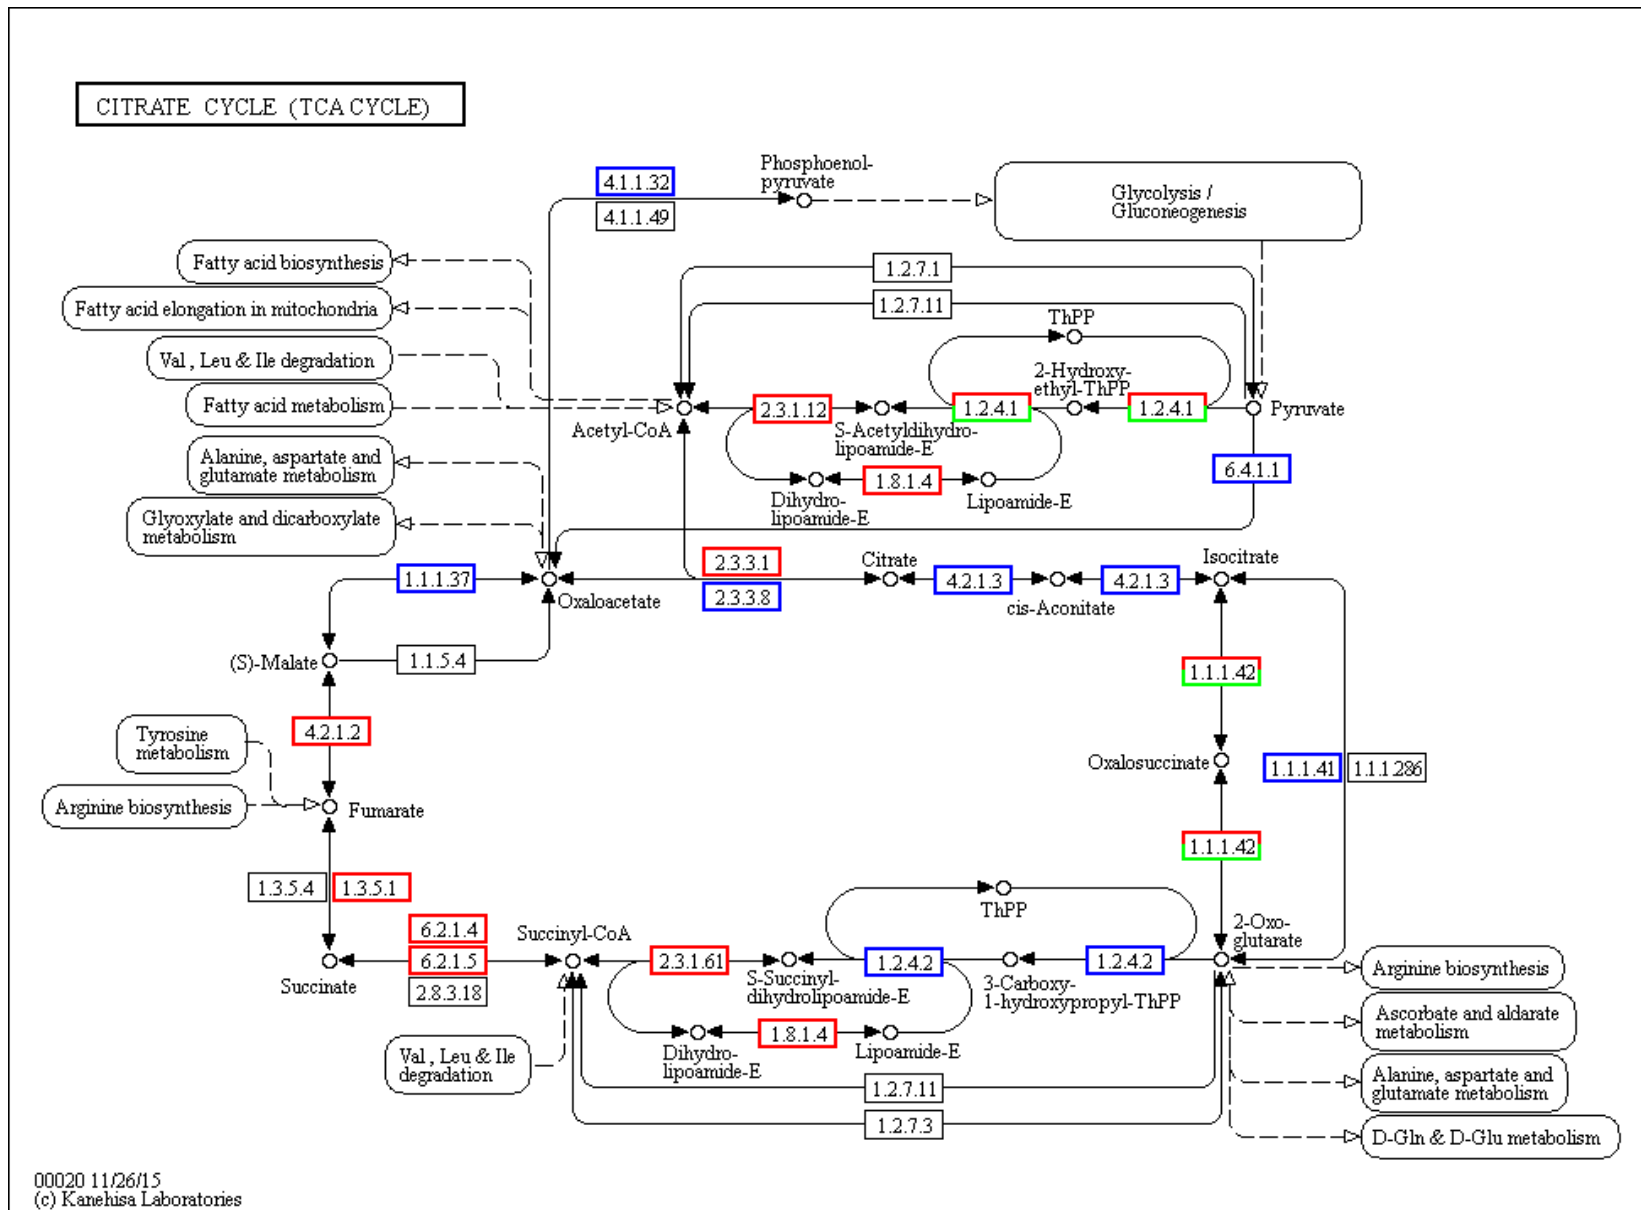 CITRATE CYCLE (TCA CYCLE)
Phosphoenol-
pyruvate
4.1.1.32
4.1.1.49
Glycolysis /
Gluconeogenesis
Fatty acid biosynthesis
Fatty acid elongation in mitochondria
Val , Leu & Ile degradation
Fatty acid metabolism
1.2.7.1
1.2.7.11
ThPP
2-Hydroxy-
ethyl-ThPP
Acetyl-CoA
2.3.1.12
S-Acetyldihydro-
lipoamide-E
1.2.4.1
1.2.4.1
Pyruvate
Alanine, aspartate and
glutamate metabolism
Glyoxylate and dicarboxylate
metabolism
Dihydro-
lipoamide-E
1.8.1.4
Lipoamide-E
6.4.1.1
1.1.1.37
Oxaloacetate
2.3.3.1
2.3.3.8
Citrate
4.2.1.3
cis-Aconitate
4.2.1.3
Isocitrate
(S)-Malate
1.1.5.4
1.1.1.42
4.2.1.2
Tyrosine
metabolism
Oxalosuccinate
1.1.1.41
1.1.1.286
Arginine biosynthesis
Fumarate
1.1.1.42
1.3.5.4
1.3.5.1
ThPP
6.2.1.4
6.2.1.5
2.8.3.18
Succinate
Succinyl-CoA
2.3.1.61
S-Succinyl-
dihydrolipoamide-E
1.2.4.2
3-Carboxy-
1-hydroxypropyl-ThPP
1.2.4.2
2-Oxo-
glutarate
Arginine biosynthesis
Ascorbate and aldarate
metabolism
Val , Leu & Ile
degradation
Dihydro-
lipoamide-E
1.8.1.4
Lipoamide-E
1.2.7.11
1.2.7.3
Alanine, aspartate and
glutamate metabolism
D-Gln & D-Glu metabolism
00020 11/26/15
(c) Kanehisa Laboratories